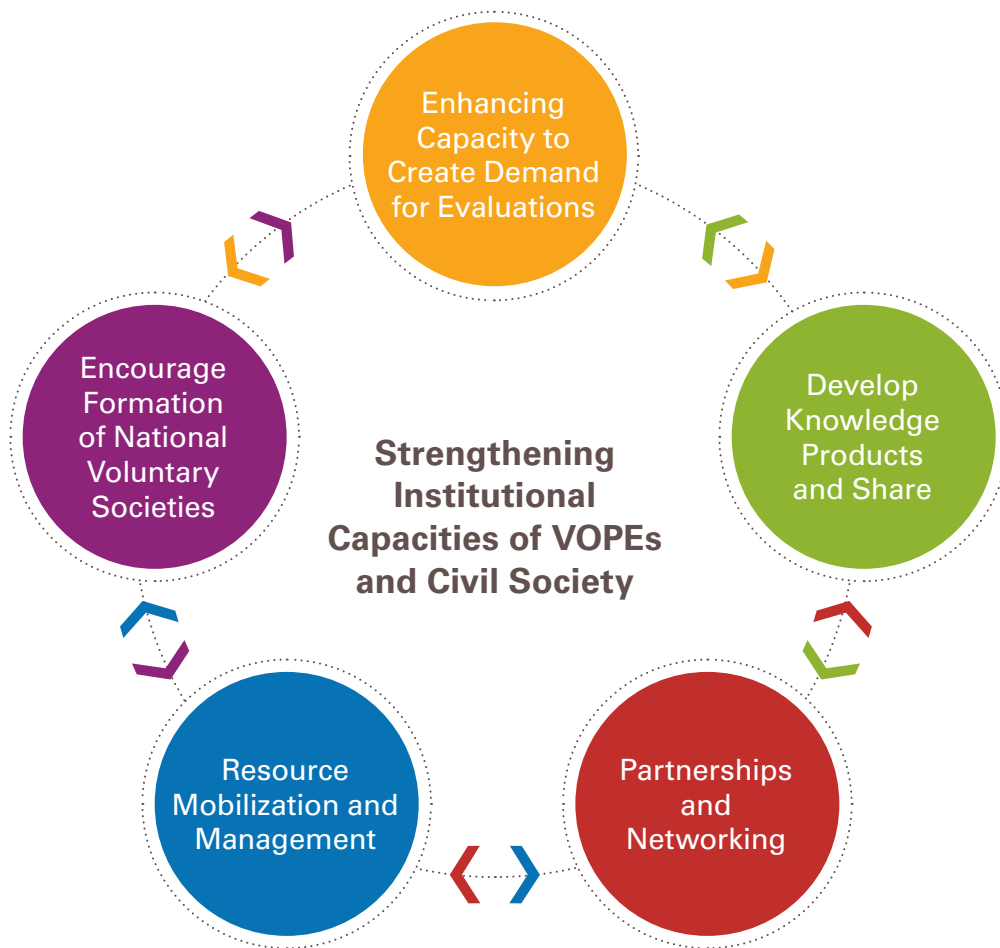 Enhancing
Capacity to
Create Demand
for Evaluations
Encourage
Formation
of National
Voluntary
Societies
Develop
Knowledge
Products
and Share
Strengthening
Institutional
Capacities of VOPEs
and Civil Society
Resource
Mobilization and
Management
Partnerships
and
Networking